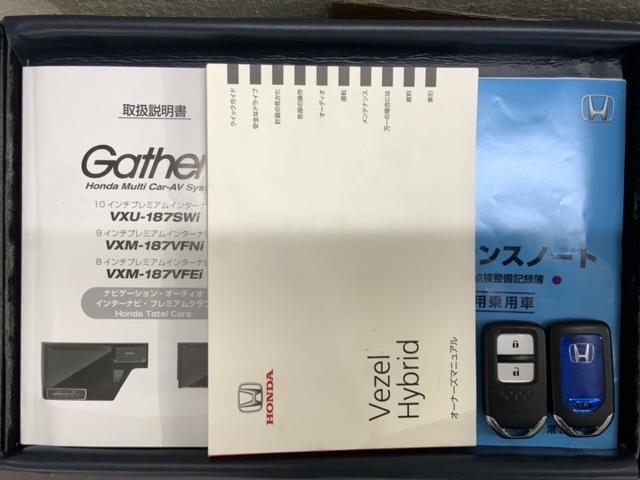 取扱説明書
Gather
Honda Multi Car-AV Sys
10インチプレミアムインターナ
VXU-187SWi
9インチプレミアムインターナビ
VXM-187VFNi
8インチプレミアムインターナビ
VXM-187VFEi
ナビゲーション・オーディオ
インターナビ・プレミアムクラブ
Honda Total Care
クイックガイド
安全なドライブ
計器の見かた
各部の操作
オーディオ
運転
メンテナンス
万一の場合には
資料
索引
HONDA
Vezel
Hybrid
オーナーズマニュアル
ンスノート
点検整備記録簿
用乗用車